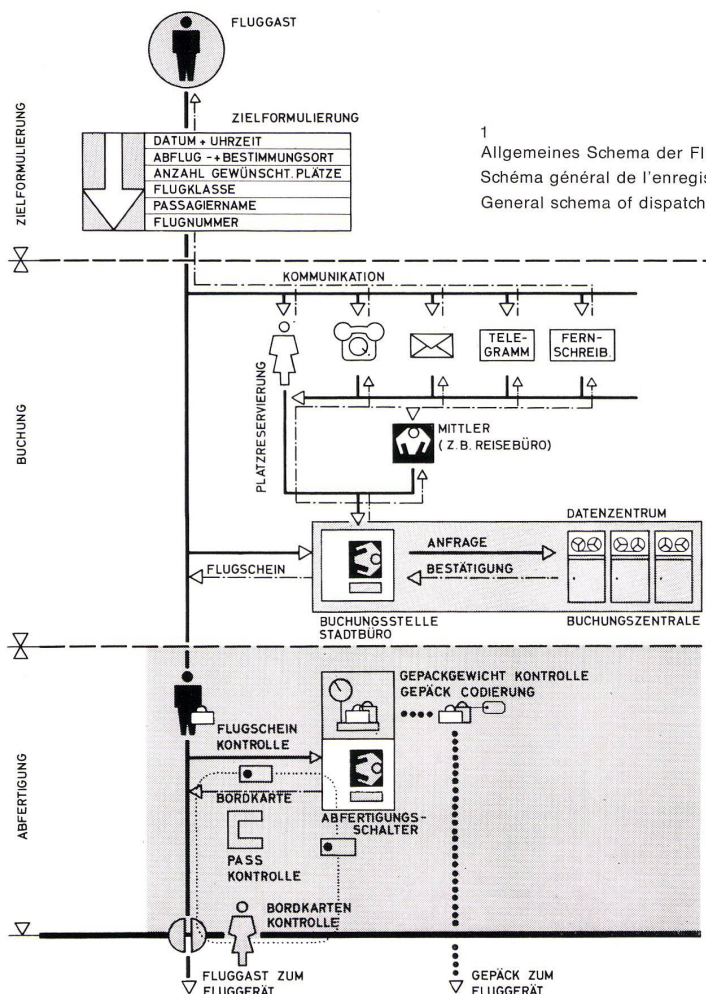 FLUGGAST
ZIELFORMULIERUNG
ZIELFORMULIERUNG
DATUM + UHRZEIT
ABFLUG -+BESTIMMUNGSORT
ANZAHL GEWÜNSCHT. PLÄTZE
FLUGKLASSE
PASSAGIERNAME
FLUGNUMMER
1
Allgemeines Schema der Fl
Schéma général de l'enregis
General schema of dispatch
BUCHUNG
KOMMUNIKATION
TELE-
GRAMM
FERN-
SCHREIB.
PLATZRESERVIERUNG
MITTLER
(Z.B. REISEBÜRO)
DATENZENTRUM
ANFRAGE
FLUGSCHEIN
BESTÄTIGUNG
BUCHUNGSSTELLE
STADTBÜRO
BUCHUNGSZENTRALE
ABFERTIGUNG
GEPACKGEWICHT KONTROLLE
GEPÄCK CODIERUNG
FLUGSCHEIN
KONTROLLE
BORDKARTE
ABFERTIGUNGS-
SCHALTER
PASS
KONTROLLE
BORDKARTEN
KONTROLLE
FLUGGAST ZUM
FLUGGERÄT
GEPÄCK ZUM
FLUGGERÄT